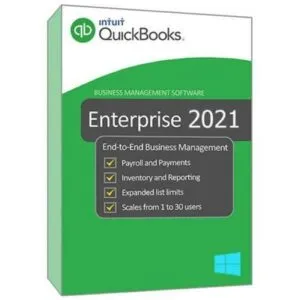 intuit
qb QuickBooks.
BUSINESS MANAGEMENT SOFTWARE
Enterprise 2021
End-to-End Business Management
Payroll and Payments
Inventory and Reporting
Expanded list limits
Scales from 1 to 30 users